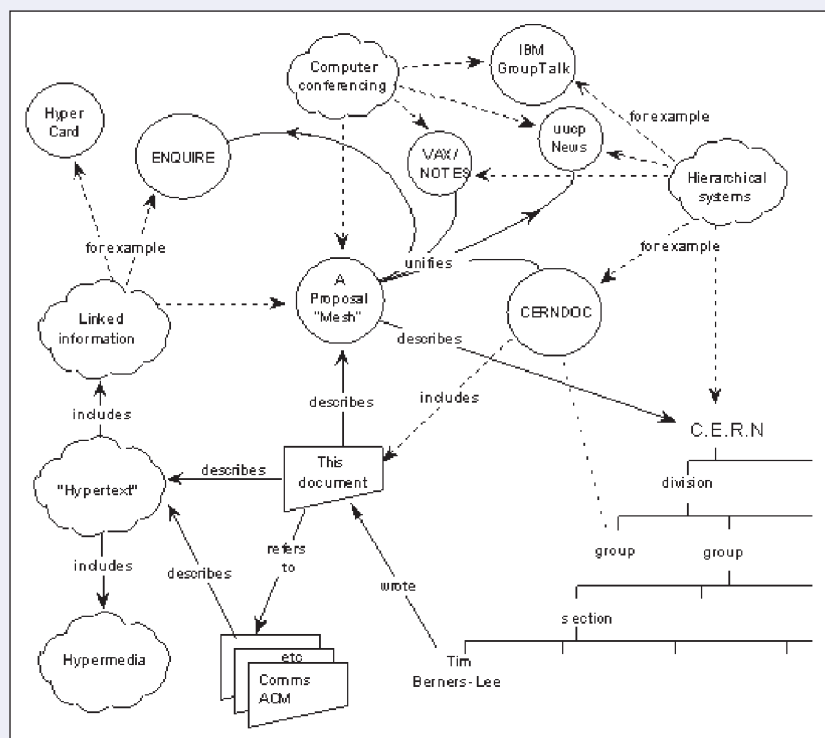 IBM
GroupTalk
Computer
conferencing
Hyper
Card
for example
uucp
News
ENQUIRE
VAX/
NOTES
Hierarchical
systems
for example
unifies
for example
A
Proposal
"Mesh"
CERNDOC
Linked
information
describes
includes
describes
includes
C.E.R.N
This
document
describes
"Hypertext"
division
refers
to
group
group
includes
describes
wrote
section
Hypermedia
etc
Tim
Berners-Lee
Comms
ACM